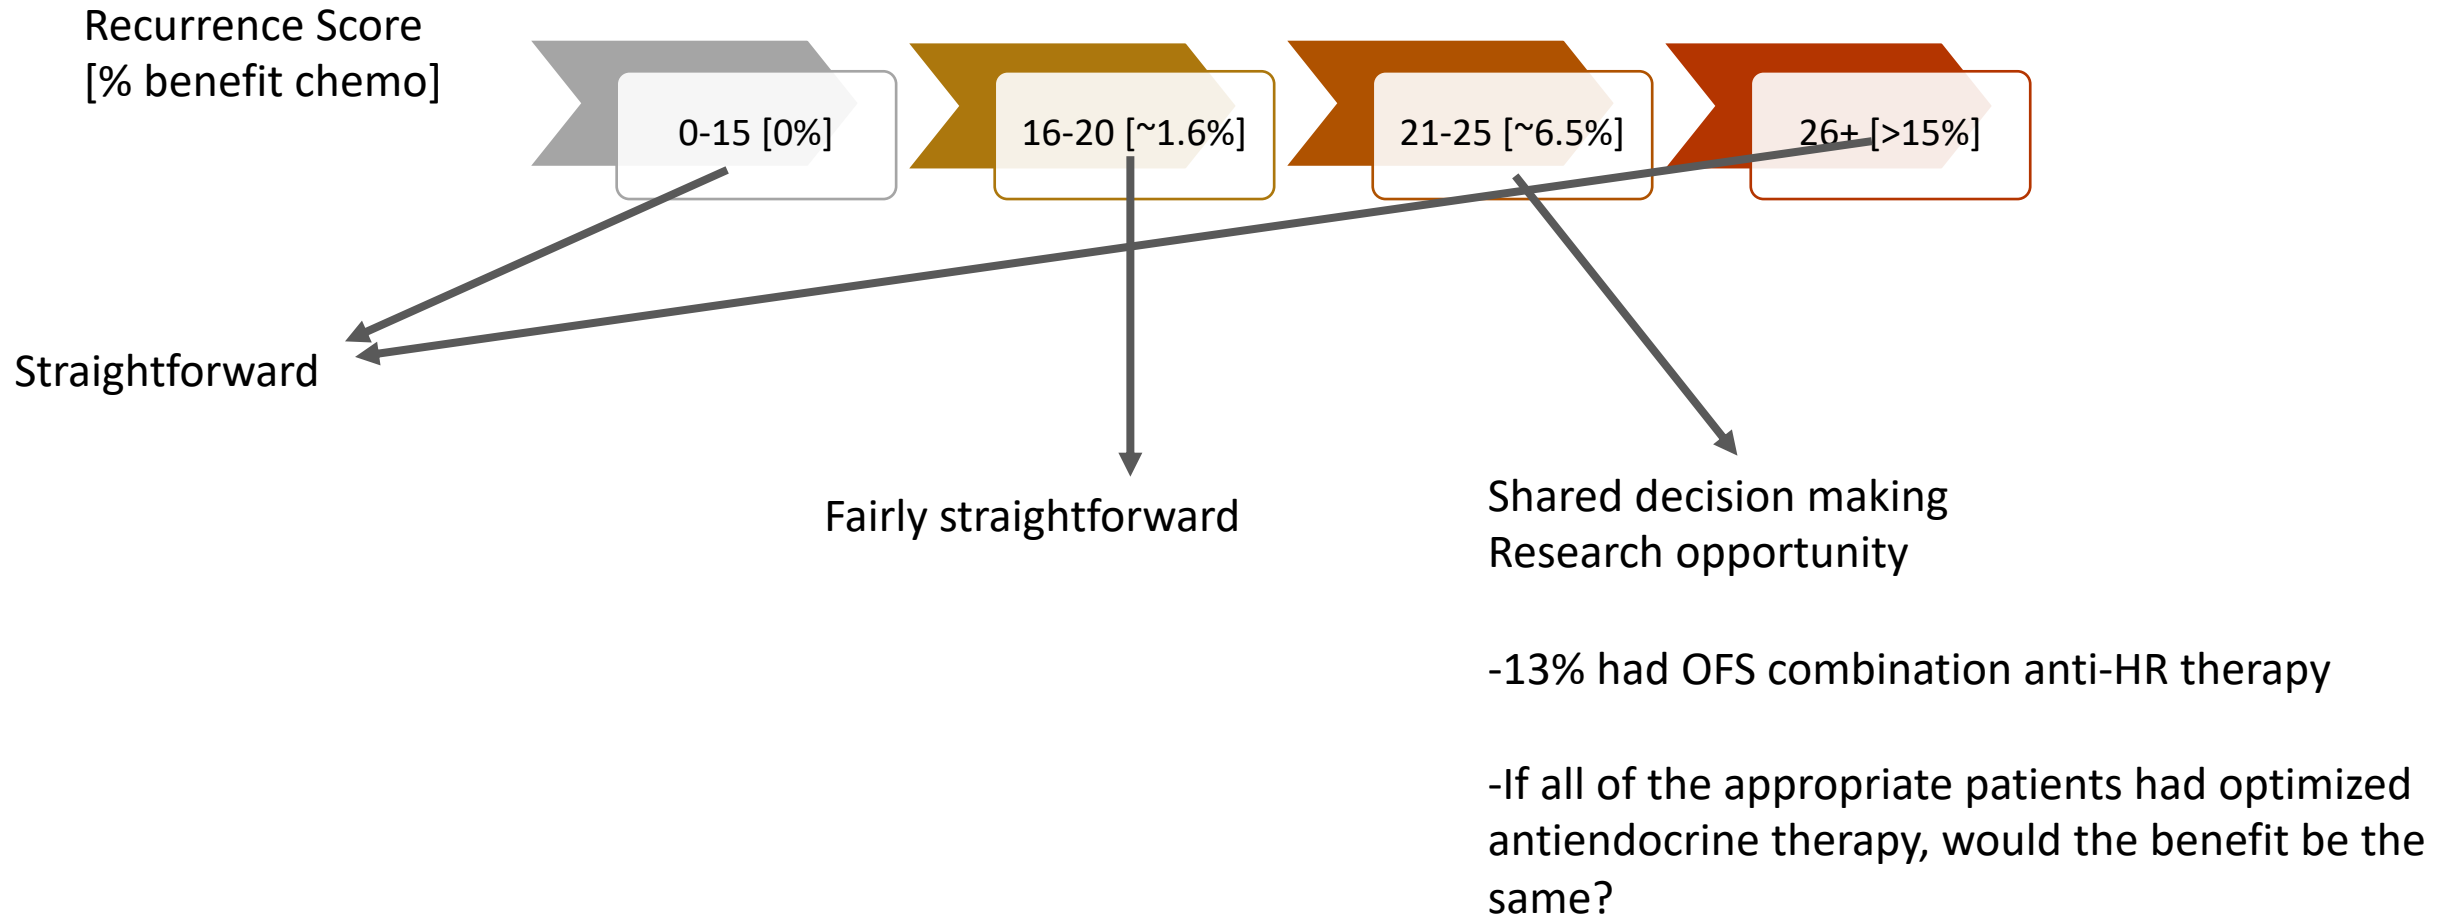 Recurrence Score
[% benefit chemo]
0-15 [0%]
16-20 [~1.6%]
21-25 [~6.5%]
26+ [>15%]
Straightforward
Fairly straightforward
Shared decision making
Research opportunity
-13% had OFS combination anti-HR therapy
-If all of the appropriate patients had optimized
antiendocrine therapy, would the benefit be the
same?